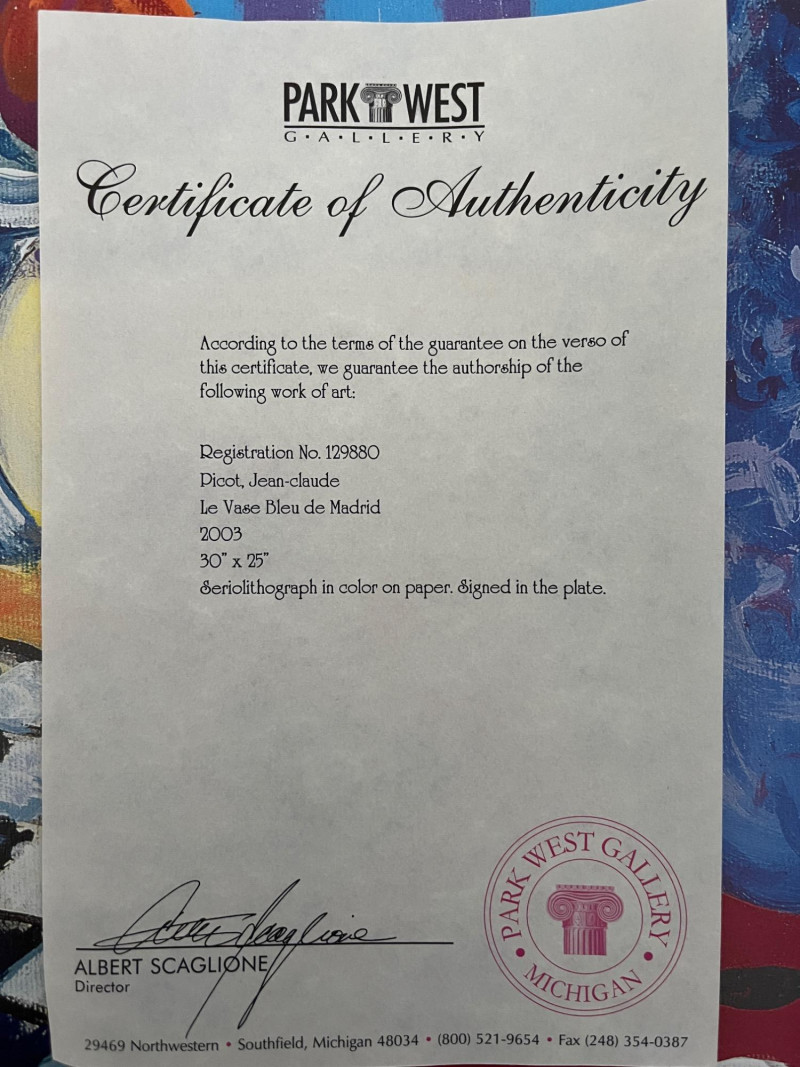 PARK WEST
G·A·L·L·E·R·Y
Certificate of Authenticity
According to the terms of the guarantee on the verso of
this certificate, we guarantee the authorship of the
following work of art:
Registration No. 129880
Picot, Jean-claude
Le Vase Bleu de Madrid
2003
30" x 25"
Seriolithograph in color on paper. Signed in the plate.
PARK WEST GALLERY
• MICHIGAN •
ALBERT SCAGLIONE
Director
29469 Northwestern • Southfield, Michigan 48034 • (800) 521-9654 • Fax (248) 354-0387